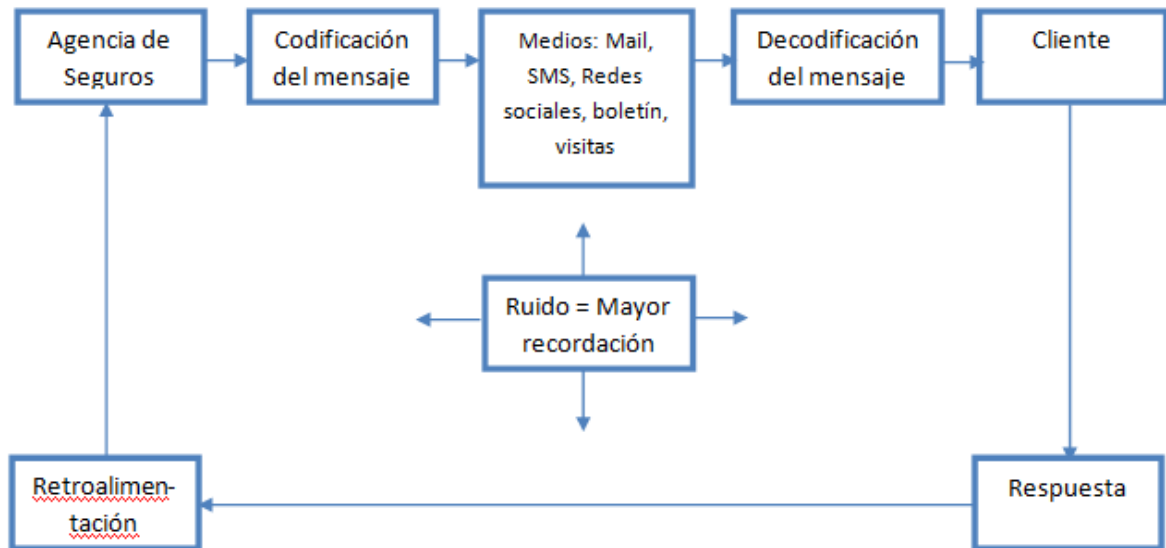 Agencia de
Seguros
Codificación
del mensaje
Medios: Mail,
SMS, Redes
sociales, boletín,
visitas
Decodificación
del mensaje
Cliente
Ruido = Mayor
recordación
Retroalimen-
tación
Respuesta